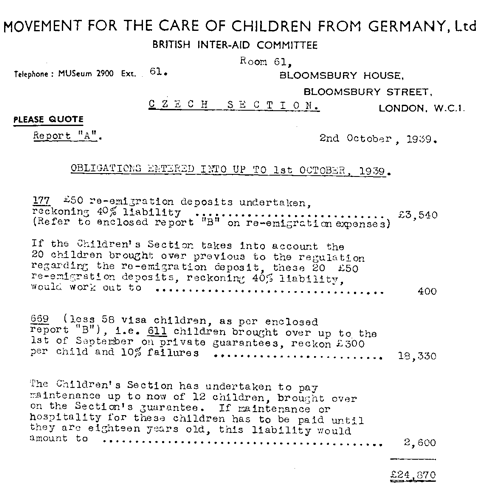 MOVEMENT FOR THE CARE OF CHILDREN FROM GERMANY, Ltd
BRITISH INTER-AID COMMITTEE
Room 61,
Telephone : MUSeum 2900 Ext. 61.
BLOOMSBURY HOUSE,
BLOOMSBURY STREET,
CZECH SECTION.
LONDON, W.C.1.
PLEASE QUOTE
Report "A".
2nd October, 1939.
OBLIGATIONS ENTERED INTO UP TO 1st OCTOBER, 1939.
177 £50 re-emigration deposits undertaken,
reckoning 40% liability .............................. £3,540
(Refer to enclosed report "B" on re-emigration expenses)
If the Children's Section takes into account the
20 children brought over previous to the regulation
regarding the re-emigration deposit, these 20 £50
re-emigration deposits, reckoning 40% liability,
would work out to .................................... 400
669 (less 58 visa children, as per enclosed
report "B"), i.e. 611 children brought over up to the
1st of September on private guarantees, reckon £300
per child and 10% failures ........................... 18,330
The Children's Section has undertaken to pay
maintenance up to now of 12 children, brought over
on the Section's guarantee. If maintenance or
hospitality for these children has to be paid until
they are eighteen years old, this liability would
amount to ............................................ 2,600
£24,870